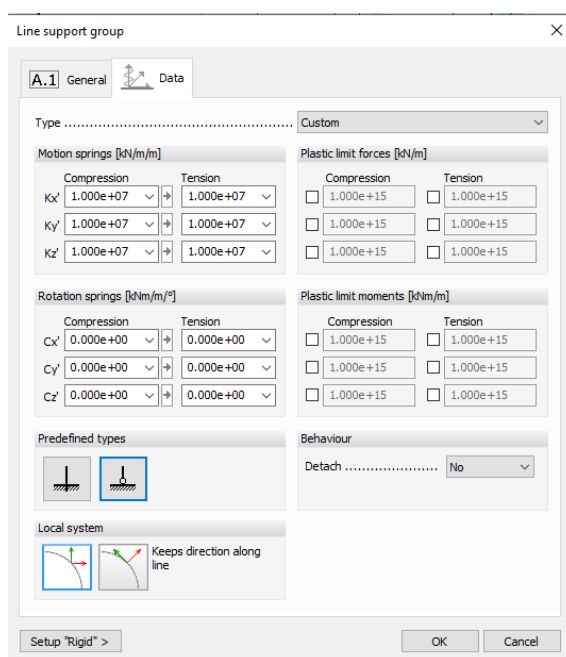 Line support group
A.1 General Data
Type ...................................................... Custom
Motion springs [kN/m/m]
Compression Tension
Kx' 1.000e+07 1.000e+07
Ky' 1.000e+07 1.000e+07
Kz' 1.000e+07 1.000e+07
Plastic limit forces [kN/m]
Compression Tension
1.000e+15 1.000e+15
1.000e+15 1.000e+15
1.000e+15 1.000e+15
Rotation springs [kNm/m/°]
Compression Tension
Cx' 0.000e+00 0.000e+00
Cy' 0.000e+00 0.000e+00
Cz' 0.000e+00 0.000e+00
Plastic limit moments [kNm/m]
Compression Tension
1.000e+15 1.000e+15
1.000e+15 1.000e+15
1.000e+15 1.000e+15
Predefined types
Behaviour
Detach ...................... No
Local system
Keeps direction along
line
Setup "Rigid" > OK Cancel